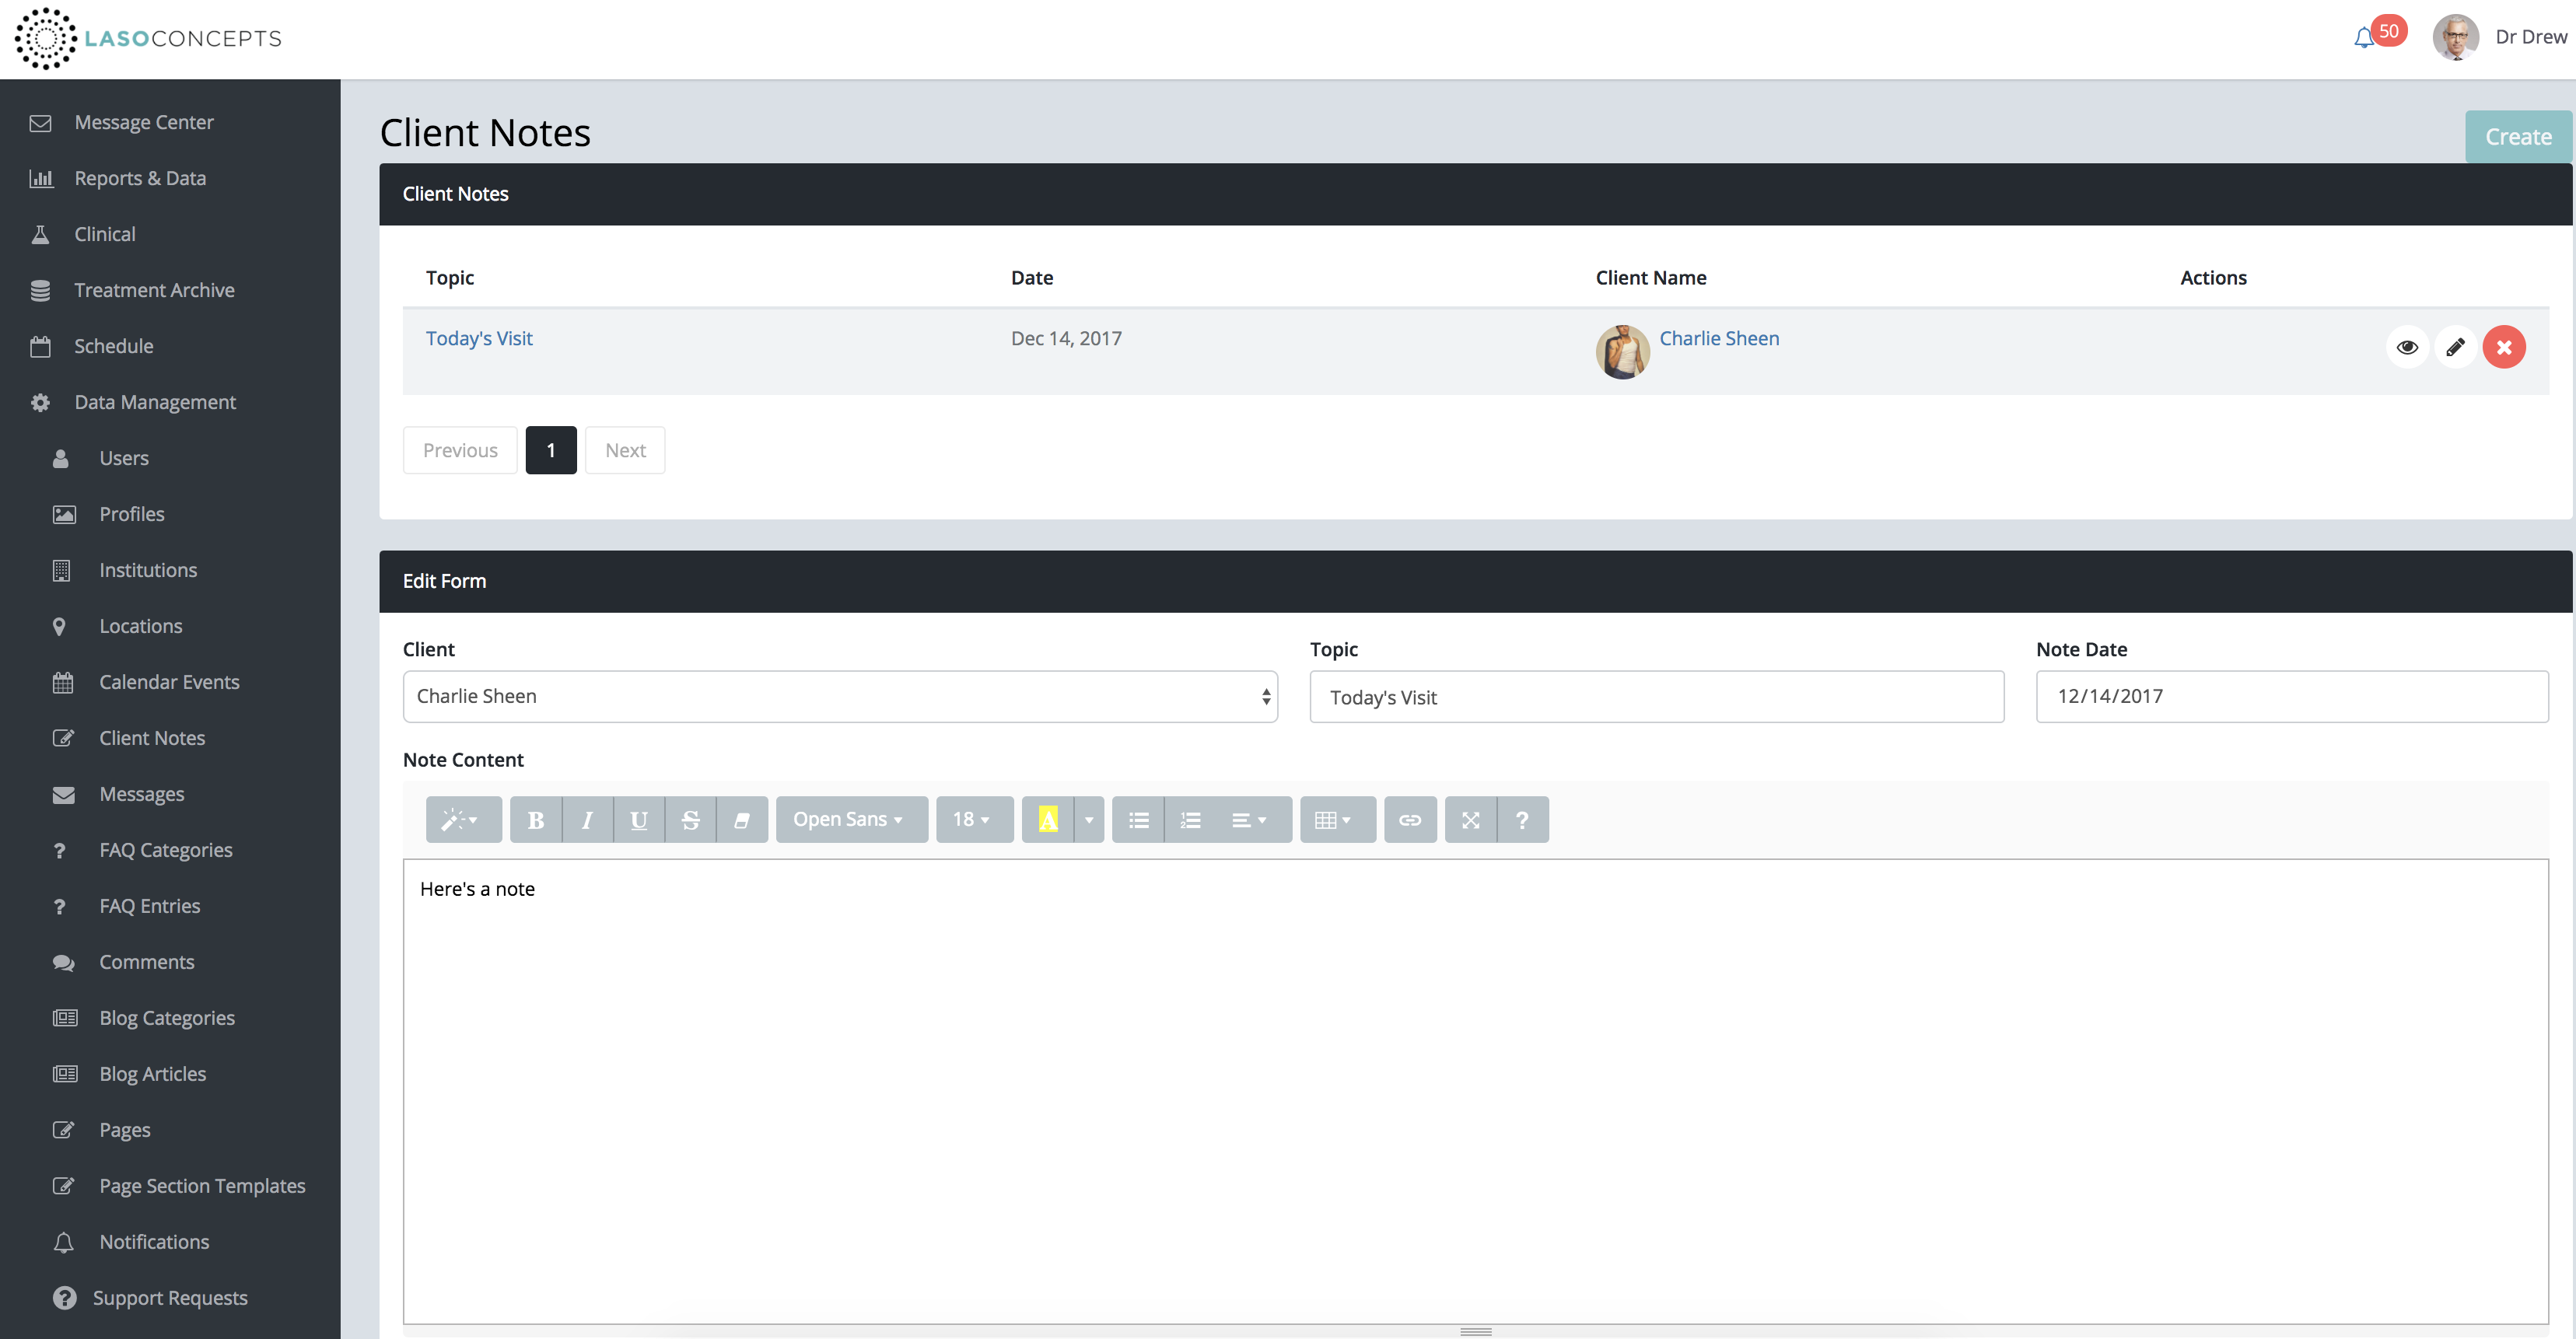 LASOCONCEPTS
50
Dr Drew
Message Center
Reports & Data
Clinical
Treatment Archive
Schedule
Data Management
Users
Profiles
Institutions
Locations
Calendar Events
Client Notes
Messages
? FAQ Categories
? FAQ Entries
Comments
Blog Categories
Blog Articles
Pages
Page Section Templates
Notifications
? Support Requests
Client Notes
Create
Client Notes
Topic Date Client Name Actions
Today's Visit Dec 14, 2017 Charlie Sheen
Previous 1 Next
Edit Form
Client Topic Note Date
Charlie Sheen Today's Visit 12/14/2017
Note Content
B I U S Open Sans 18 A ?
Here's a note